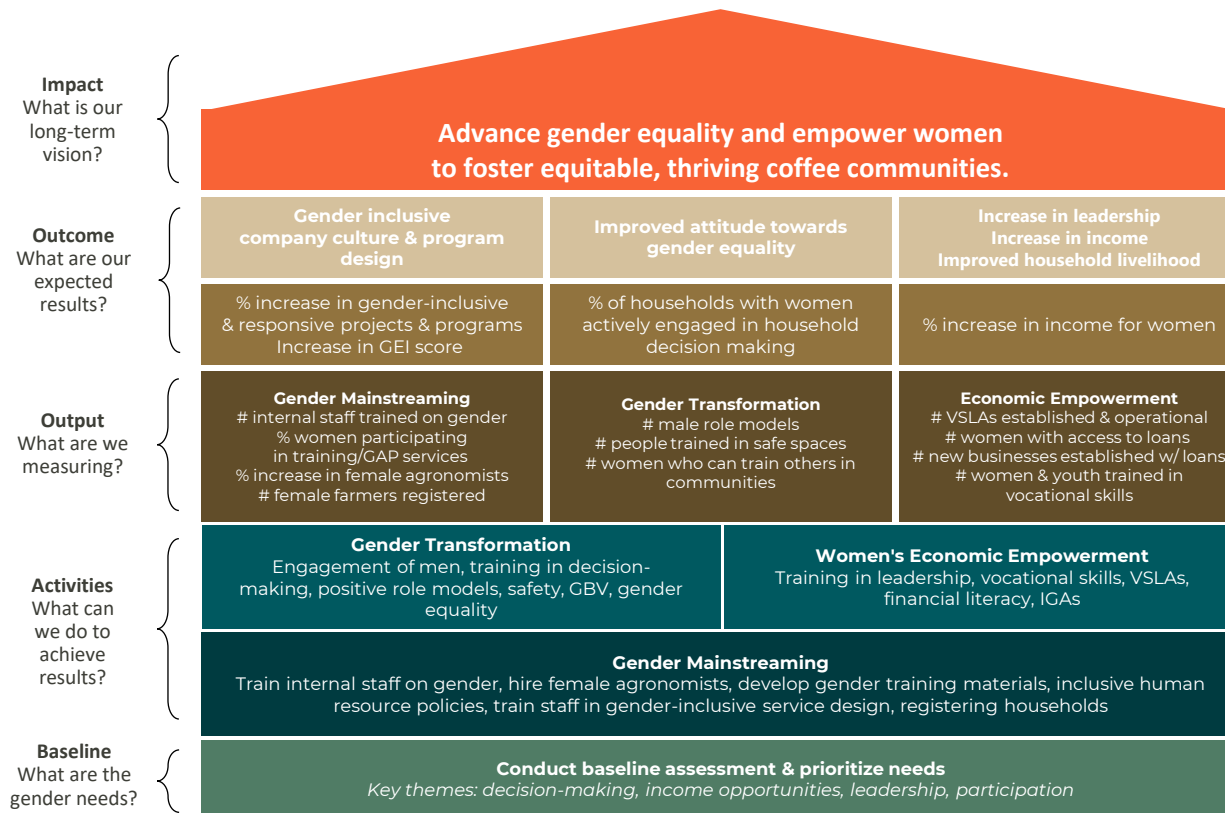 Impact
What is our
long-term
vision?
Advance gender equality and empower women
to foster equitable, thriving coffee communities.
Outcome
What are our
expected
results?
Gender inclusive
company culture & program
design
Improved attitude towards
gender equality
Increase in leadership
Increase in income
Improved household livelihood
% increase in gender-inclusive
& responsive projects & programs
Increase in GEI score
% of households with women
actively engaged in household
decision making
% increase in income for women
Output
What are we
measuring?
Gender Mainstreaming
# internal staff trained on gender
% women participating
in training/GAP services
% increase in female agronomists
# female farmers registered
Gender Transformation
# male role models
# people trained in safe spaces
# women who can train others in
communities
Economic Empowerment
# VSLAs established & operational
# women with access to loans
# new businesses established w/ loans
# women & youth trained in
vocational skills
Activities
What can
we do to
achieve
results?
Gender Transformation
Engagement of men, training in decision-
making, positive role models, safety, GBV, gender
equality
Women's Economic Empowerment
Training in leadership, vocational skills, VSLAs,
financial literacy, IGAs
Gender Mainstreaming
Train internal staff on gender, hire female agronomists, develop gender training materials, inclusive human
resource policies, train staff in gender-inclusive service design, registering households
Baseline
What are the
gender needs?
Conduct baseline assessment & prioritize needs
Key themes: decision-making, income opportunities, leadership, participation